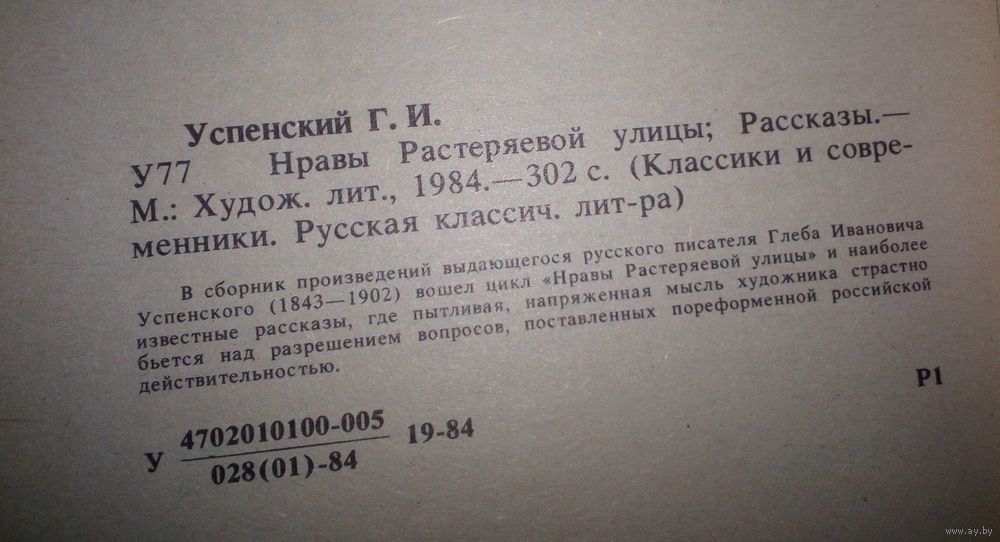 Успенский Г. И.
У77 Нравы Растеряевой улицы; Рассказы.—
М.: Худож. лит., 1984.—302 с. (Классики и совре-
менники. Русская классич. лит-ра)
В сборник произведений выдающегося русского писателя Глеба Ивановича
Успенского (1843—1902) вошел цикл «Нравы Растеряевой улицы» и наиболее
известные рассказы, где пытливая, напряженная мысль художника страстно
бьется над разрешением вопросов, поставленных пореформенной российской
действительностью.
У 4702010100-005 19-84
028(01)-84
Р1
www.ay.by